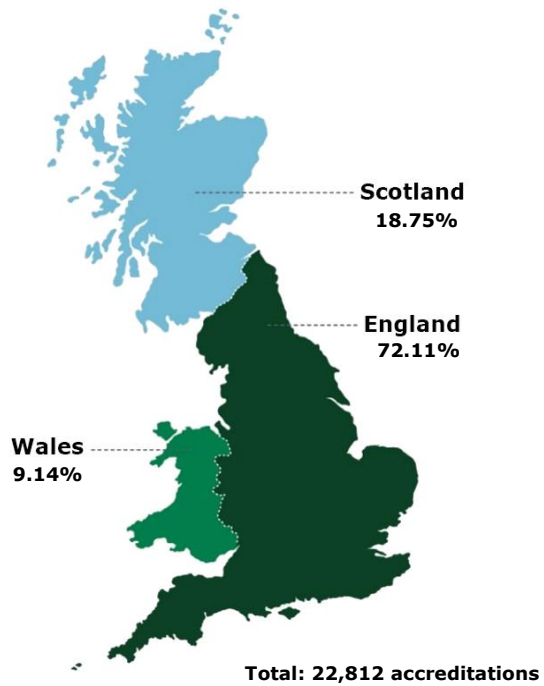 Scotland
18.75%
England
72.11%
Wales
9.14%
Total: 22,812 accreditations